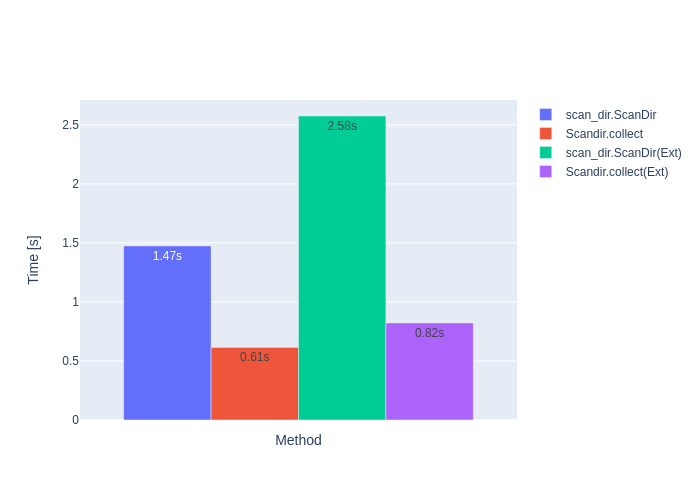 2.5
2
1.5
1
0.5
0
Time [s]
1.47s
0.61s
2.58s
0.82s
Method
scan_dir.ScanDir
Scandir.collect
scan_dir.ScanDir(Ext)
Scandir.collect(Ext)